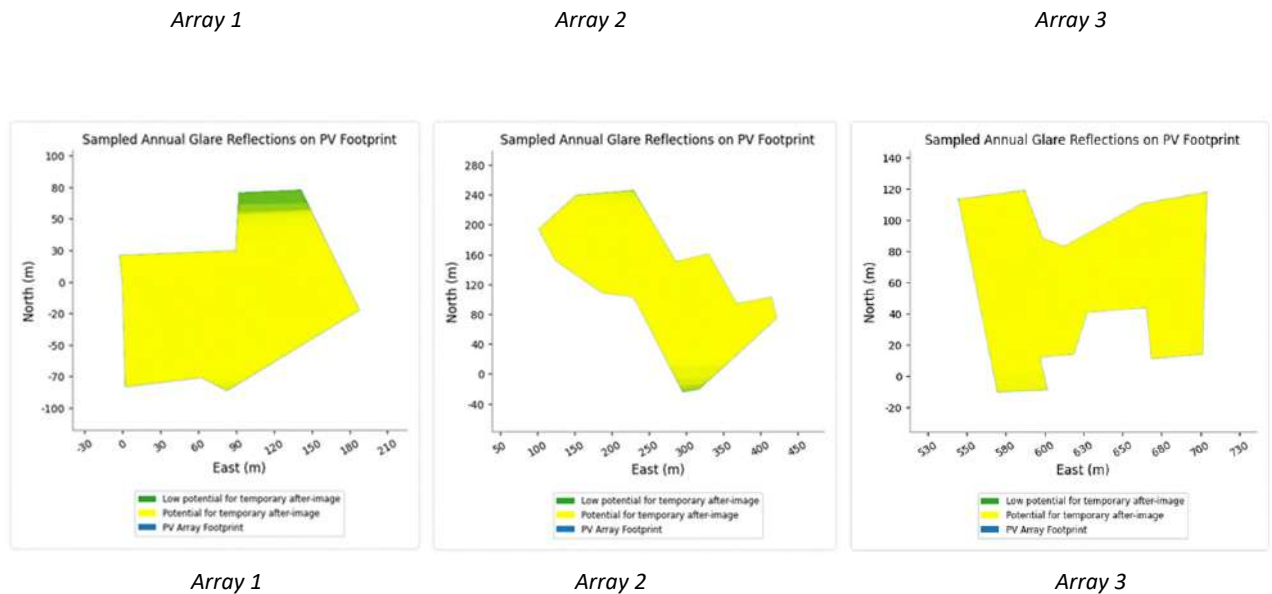 Array 1
Array 2
Array 3
Sampled Annual Glare Reflections on PV Footprint
100
80
50
30
0
-20
-50
-70
-100
North (m)
-30
0
30
60
90
120
150
180
210
East (m)
Low potential for temporary after-image
Potential for temporary after-image
PV Array Footprint
Sampled Annual Glare Reflections on PV Footprint
280
240
200
160
120
80
40
0
-40
North (m)
50
100
150
200
250
300
350
400
450
East (m)
Low potential for temporary after-image
Potential for temporary after-image
PV Array Footprint
Sampled Annual Glare Reflections on PV Footprint
140
120
100
80
60
40
20
0
-20
North (m)
530
550
580
600
630
650
680
700
730
East (m)
Low potential for temporary after-image
Potential for temporary after-image
PV Array Footprint
Array 1
Array 2
Array 3